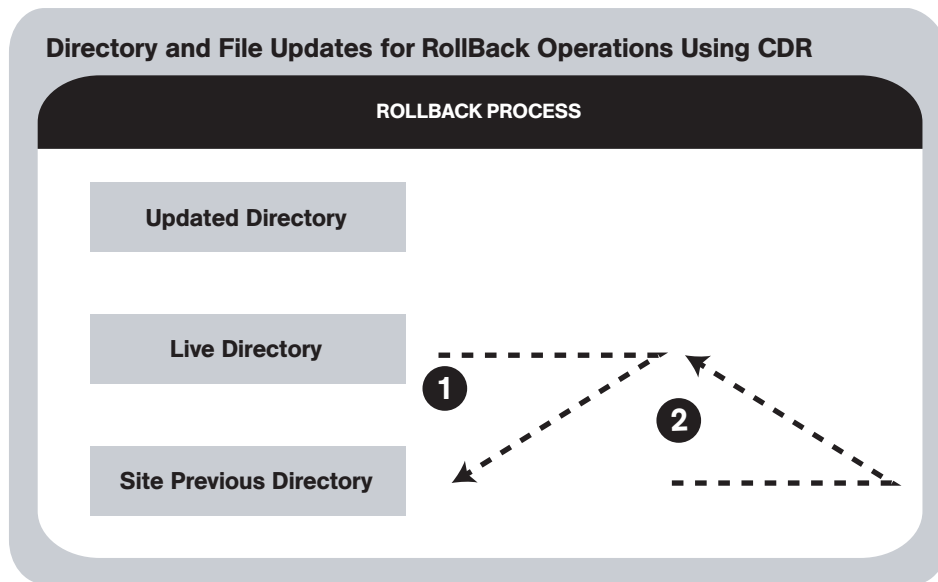 Directory and File Updates for RollBack Operations Using CDR
ROLLBACK PROCESS
Updated Directory
Live Directory
1
2
Site Previous Directory